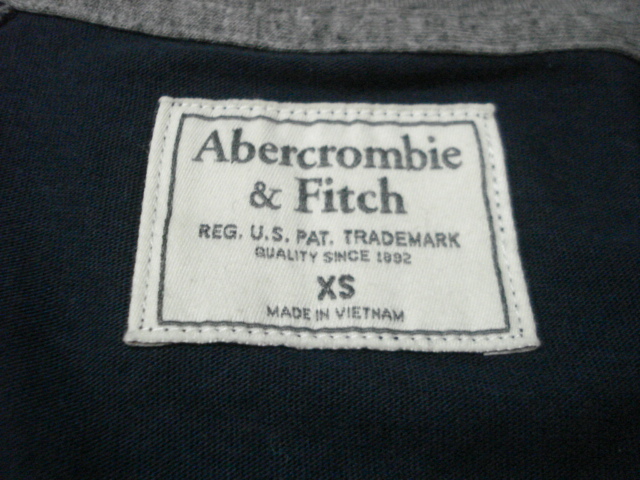 Abercrombie
& Fitch
REG. U.S. PAT. TRADEMARK
QUALITY SINCE 1892
XS
MADE IN VIETNAM